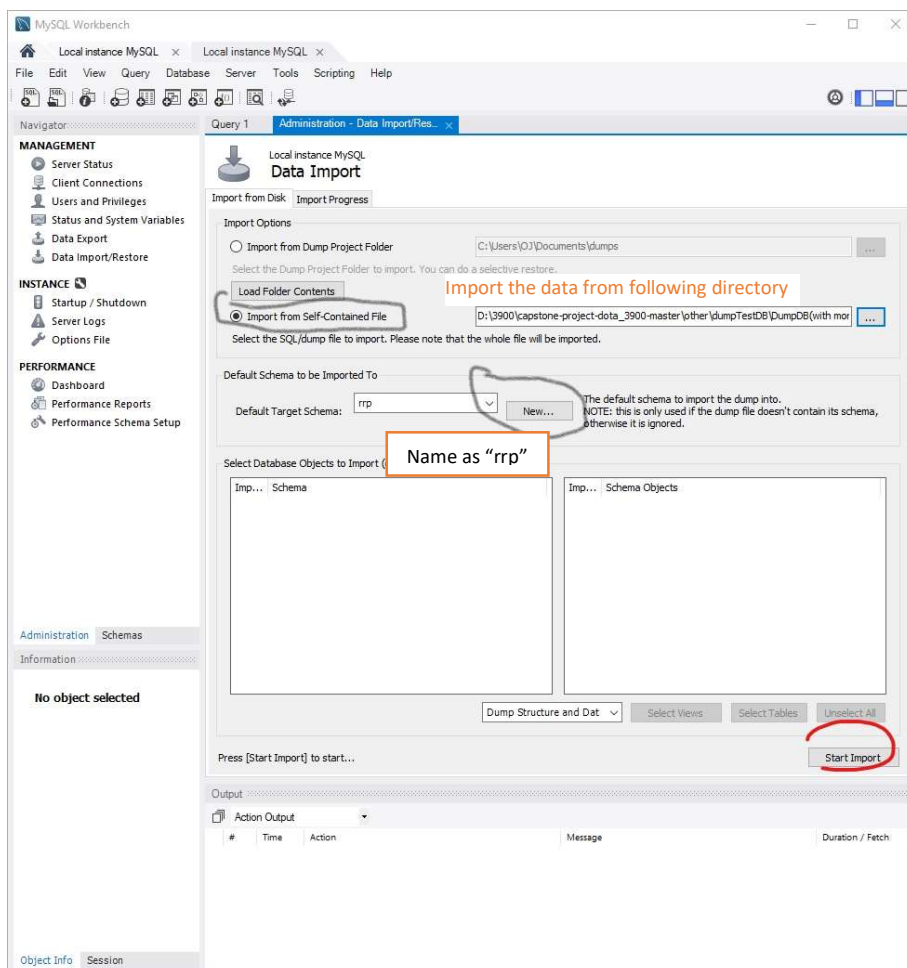 MySQL Workbench
Local instance MySQL
Local instance MySQL
File Edit View Query Database Server Tools Scripting Help
Navigator
Query 1 Administration - Data Import/Res...
MANAGEMENT
Server Status
Client Connections
Users and Privileges
Status and System Variables
Data Export
Data Import/Restore
INSTANCE
Startup / Shutdown
Server Logs
Options File
PERFORMANCE
Dashboard
Performance Reports
Performance Schema Setup
Administration Schemas
Information
No object selected
Object Info Session
Local instance MySQL
Data Import
Import from Disk Import Progress
Import Options
Import from Dump Project Folder C:\Users\OJ\Documents\dumps ...
Select the Dump Project Folder to import. You can do a selective restore.
Load Folder Contents
Import the data from following directory
Import from Self-Contained File D:\3900\capstone-project-dota_3900-master\other\dumpTestDB\DumpDB(with mor ...
Select the SQL/dump file to import. Please note that the whole file will be imported.
Default Schema to be Imported To
Default Target Schema: rrp New...
The default schema to import the dump into.
NOTE: this is only used if the dump file doesn't contain its schema,
otherwise it is ignored.
Name as “rrp”
Select Database Objects to Import (
Imp... Schema
Imp... Schema Objects
Dump Structure and Dat Select Views Select Tables Unselect All
Press [Start Import] to start...
Start Import
Output
Action Output
# Time Action Message Duration / Fetch